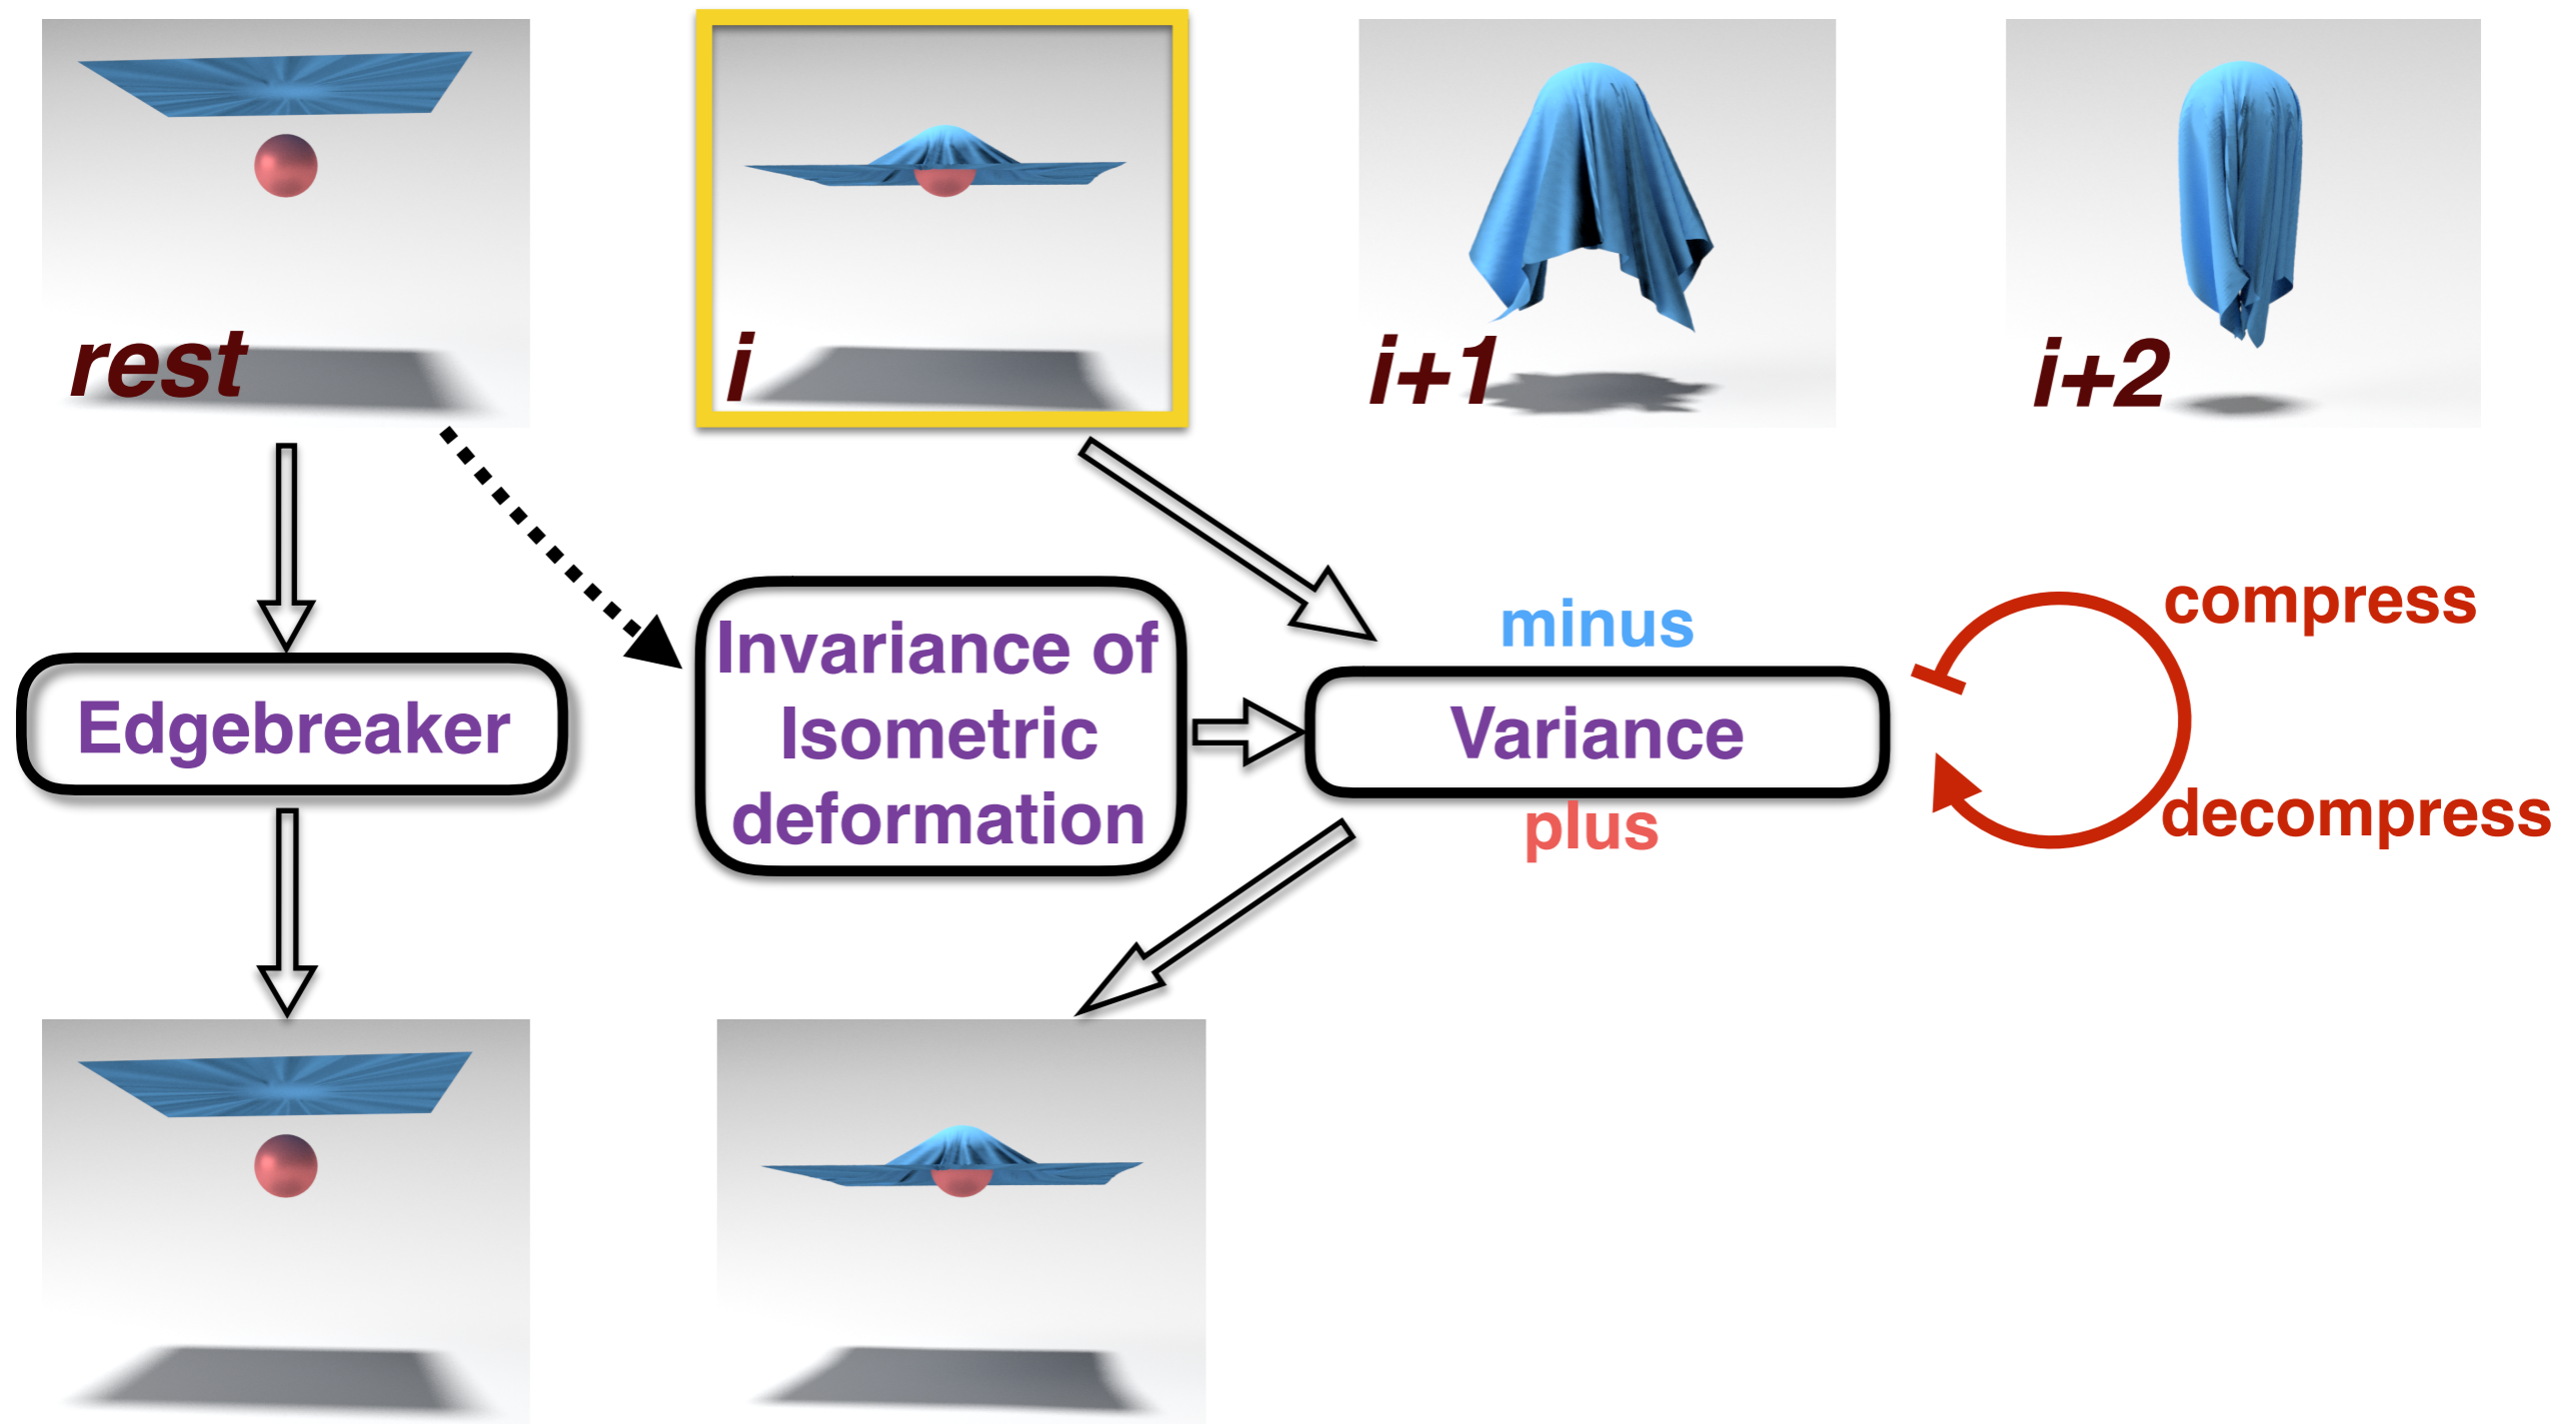 rest
i
i+1
i+2
Edgebreaker
Invariance of
Isometric
deformation
minus
Variance
plus
compress
decompress